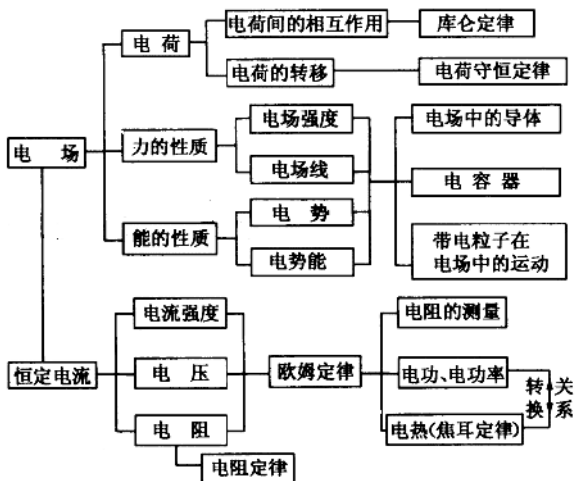 电荷间的相互作用
库仑定律
电荷
电荷的转移
电荷守恒定律
电场
力的性质
电场强度
电场线
能的性质
电势
电势能
电场中的导体
电容器
带电粒子在
电场中的运动
恒定电流
电流强度
电压
电阻
电阻定律
欧姆定律
电阻的测量
电功、电功率
电热(焦耳定律)
转换
关系